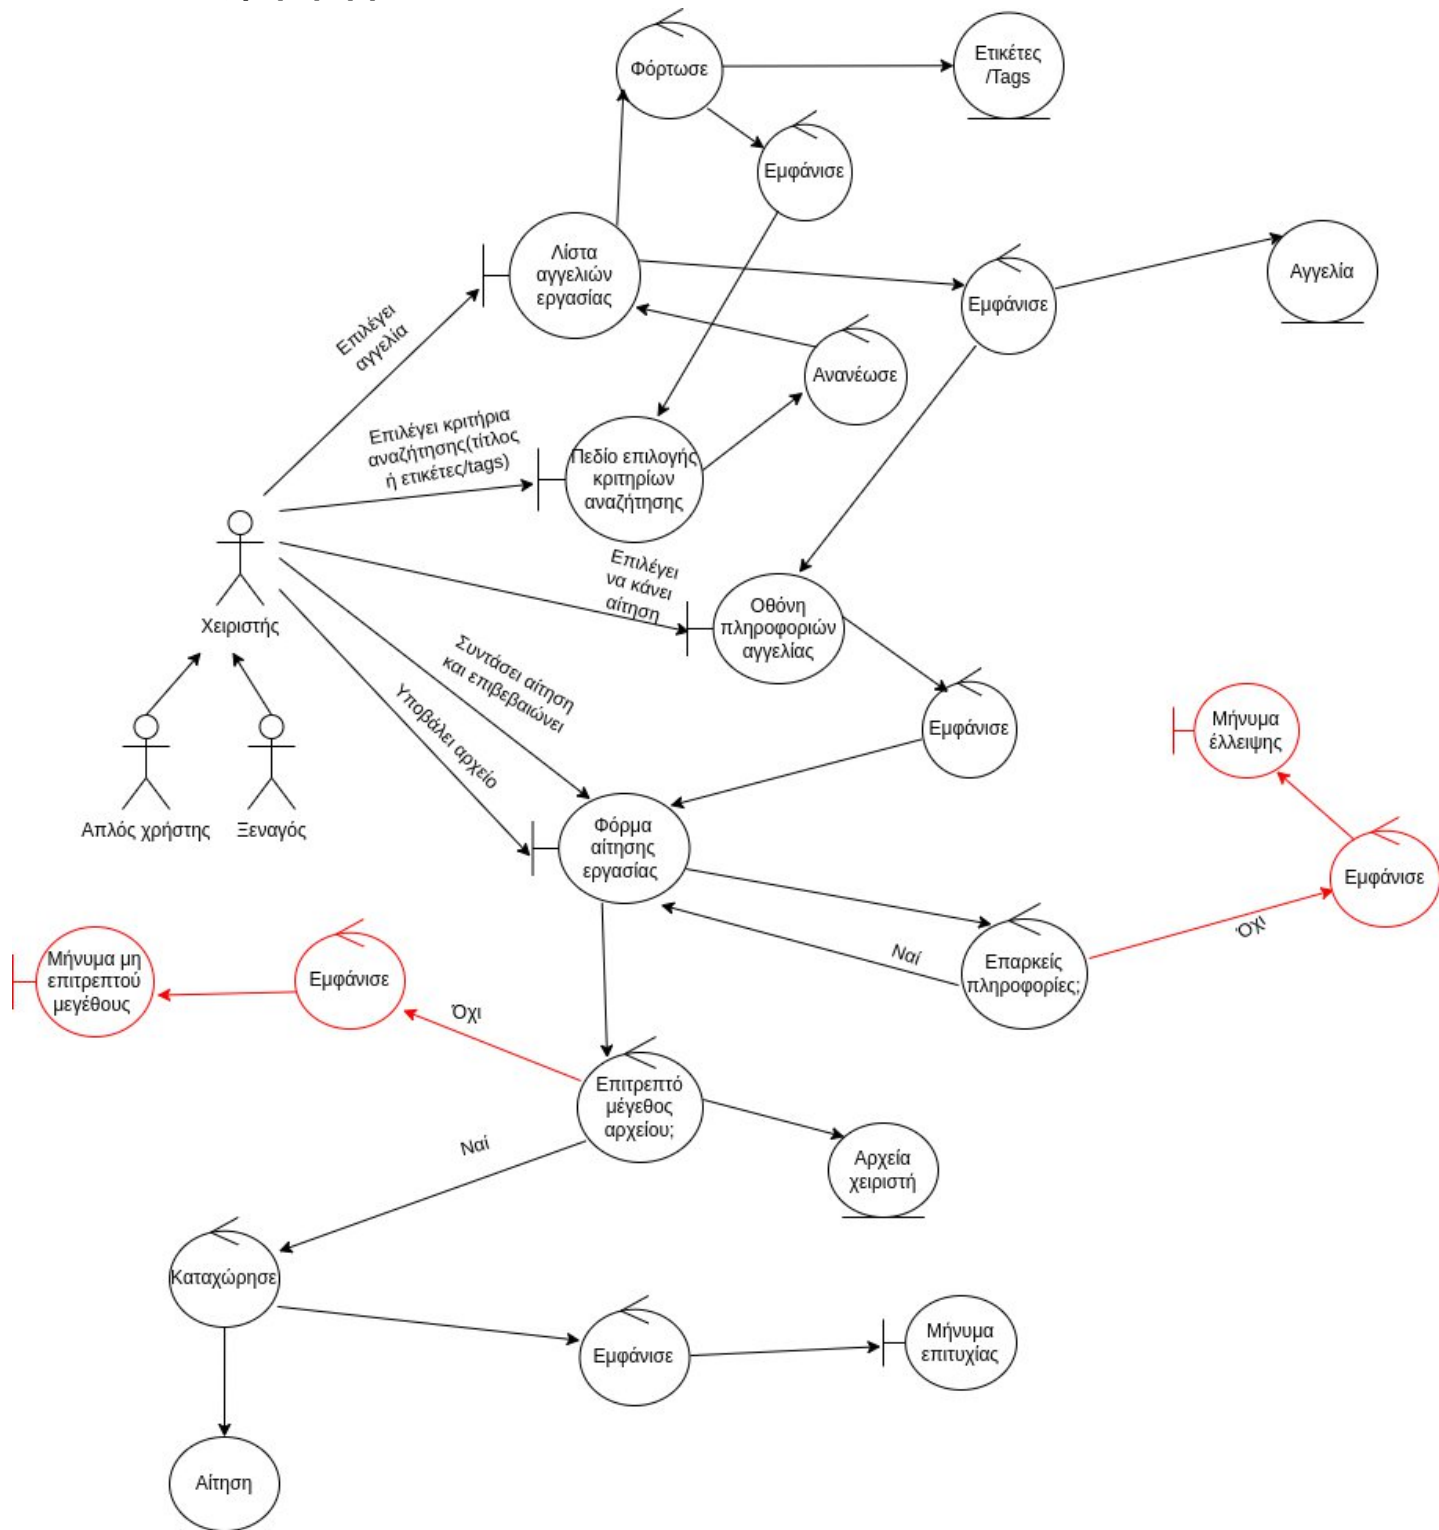 Φόρτωσε
Ετικέτες
/Tags
Εμφάνισε
Λίστα
αγγελιών
εργασίας
Εμφάνισε
Αγγελία
Επιλέγει
αγγελία
Ανανέωσε
Επιλέγει κριτήρια
αναζήτησης(τίτλος
ή ετικέτες/tags)
Πεδίο επιλογής
κριτηρίων
αναζήτησης
Επιλέγει
να κάνει
αίτηση
Οθόνη
πληροφοριών
αγγελίας
Χειριστής
Συντάσει αίτηση
και επιβεβαιώνει
Υποβάλει αρχείο
Εμφάνισε
Μήνυμα
έλλειψης
Απλός χρήστης
Ξεναγός
Φόρμα
αίτησης
εργασίας
Εμφάνισε
Όχι
Ναί
Επαρκείς
πληροφορίες;
Μήνυμα μη
επιτρεπτού
μεγέθους
Εμφάνισε
Όχι
Επιτρεπτό
μέγεθος
αρχείου;
Ναί
Αρχεία
χειριστή
Καταχώρησε
Εμφάνισε
Μήνυμα
επιτυχίας
Αίτηση